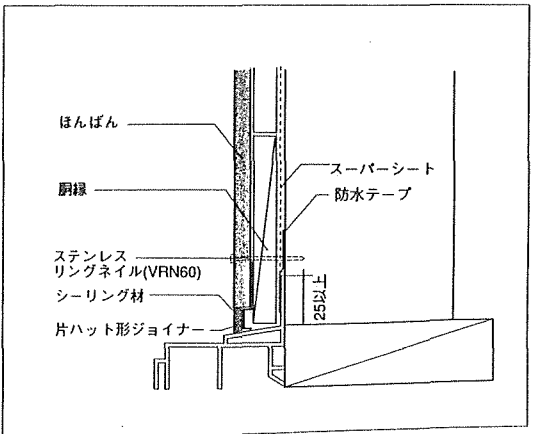 ほんばん
胴縁
ステンレス
リングネイル(VRN60)
シーリング材
片ハット形ジョイナー
スーパーシート
防水テープ
25以上